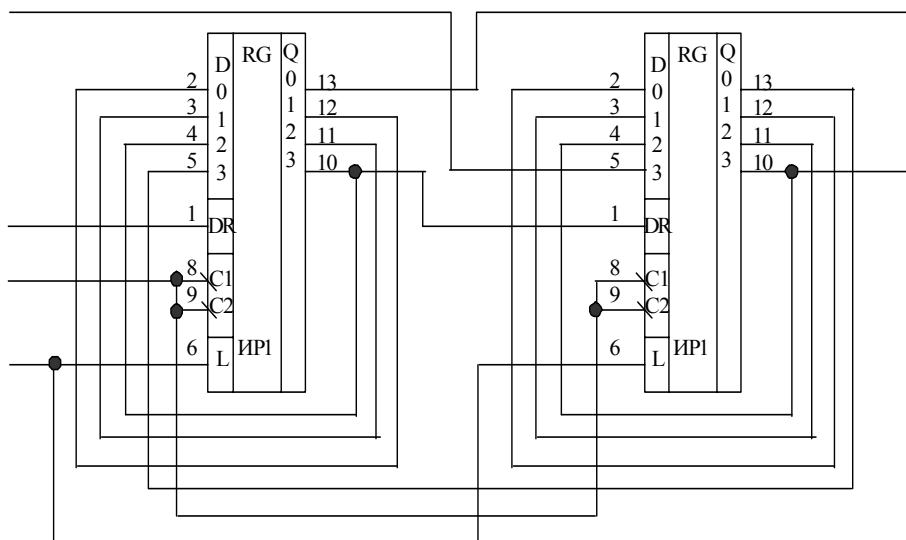 D RG Q
2 0 0 13
3 1 1 12
4 2 2 11
5 3 3 10
1 DR
8 C1
9 C2
6 L ИР1
D RG Q
2 0 0 13
3 1 1 12
4 2 2 11
5 3 3 10
1 DR
8 C1
9 C2
6 L ИР1